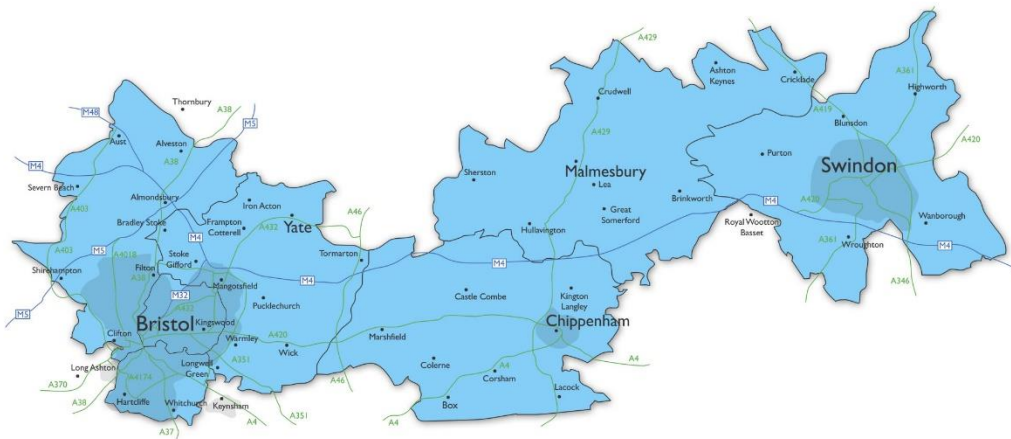 A429
Ashton
Keynes
Cricklade
A361
Highworth
Thornbury
M48
A38
M5
Crudwell
A419
Blunsdon
Aust
Alveston
A38
A429
A420
M4
Purton
Swindon
Severn Beach
Sherston
Malmesbury
Lea
A403
Almondsbury
Iron Acton
Brinkworth
A420
Bradley Stoke
Frampton
Cotterell
A432
Yate
A46
Great
Somerford
M4
Royal Wootton
Basset
Wanborough
Hullavington
A403
M5
A4018
M4
Stoke
Gifford
Tormarton
A361
Wroughton
M4
Shirehampton
Filton
A38
Mangotsfield
M4
A346
M32
M5
A432
Pucklechurch
Castle Combe
Kington
Langley
Bristol
Kingswood
Chippenham
Clifton
Warmley
A420
Marshfield
Wick
A351
Long Ashton
Longwell
Green
Colerne
A4
A4
A370
A4174
A46
Corsham
A38
Hartcliffe
Whitchurch
Keynsham
A351
Box
Lacock
A37
A4
A4